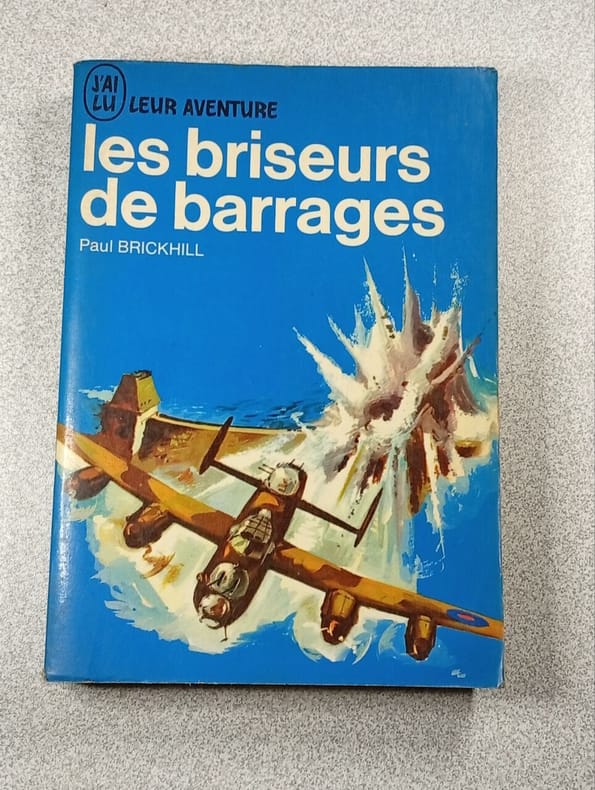 J'AI
LU
LEUR AVENTURE
les briseurs
de barrages
Paul BRICKHILL